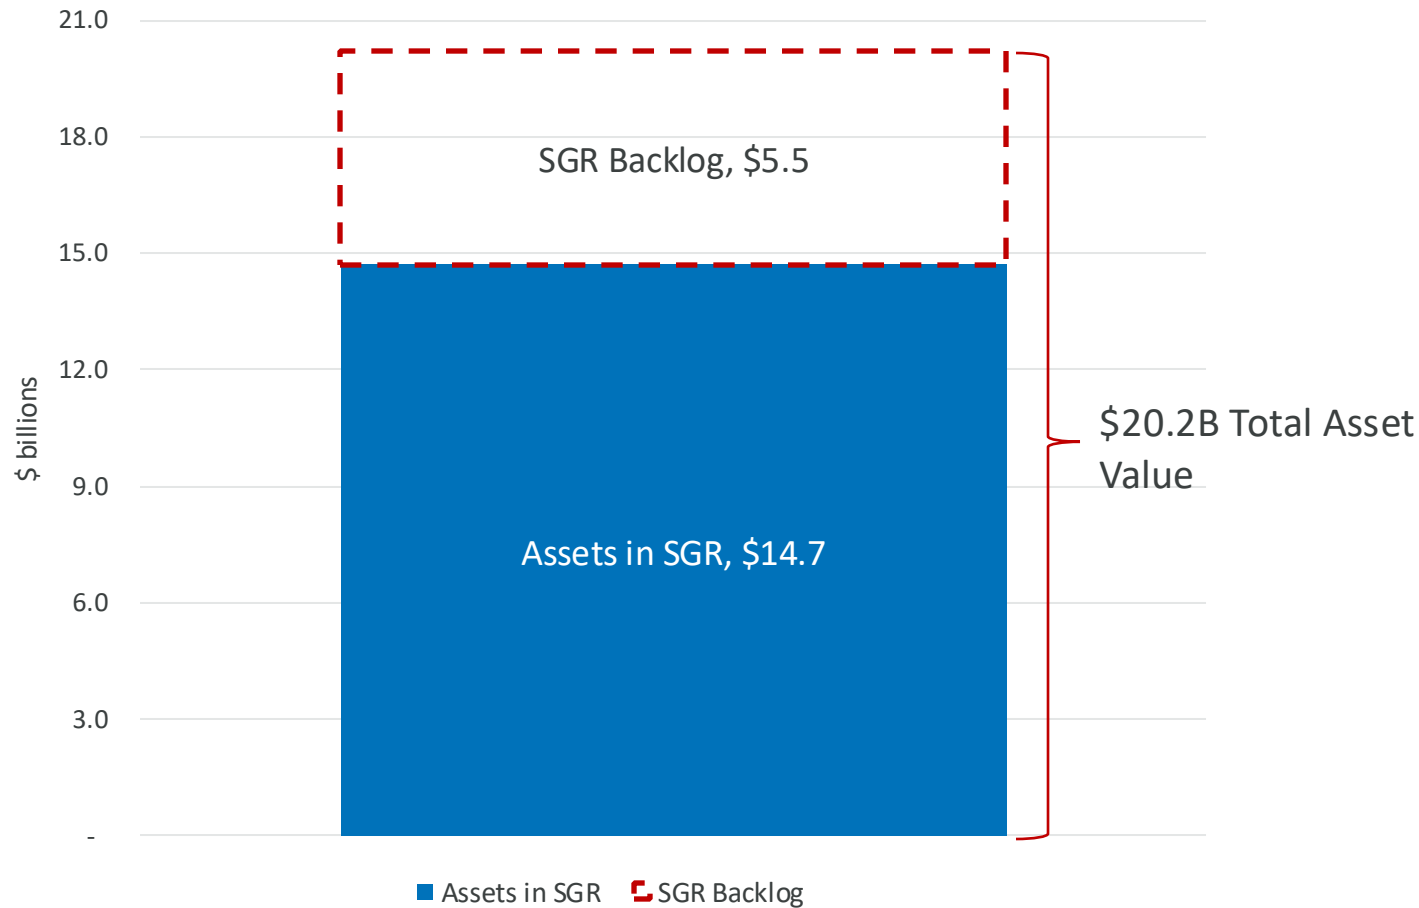 21.0
SGR Backlog, $5.5
18.0
15.0
12.0
$ billions
$20.2B Total Asset
Value
9.0
Assets in SGR, $14.7
6.0
3.0
-
Assets in SGR
SGR Backlog